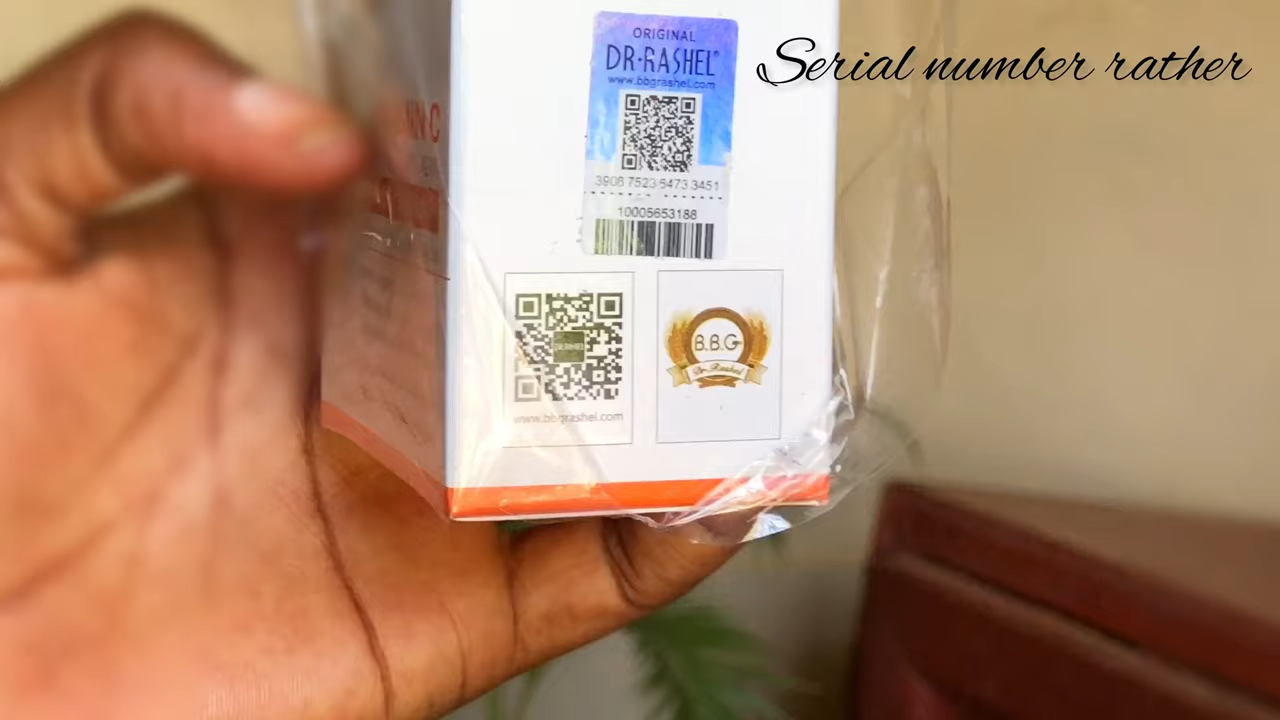 Serial number rather
ORIGINAL
DR·RASHEL®
www.bbgrashel.com
3908 7523 5473 3451
10005653188
www.bbgrashel.com
B.B.G
Dr.Rashel